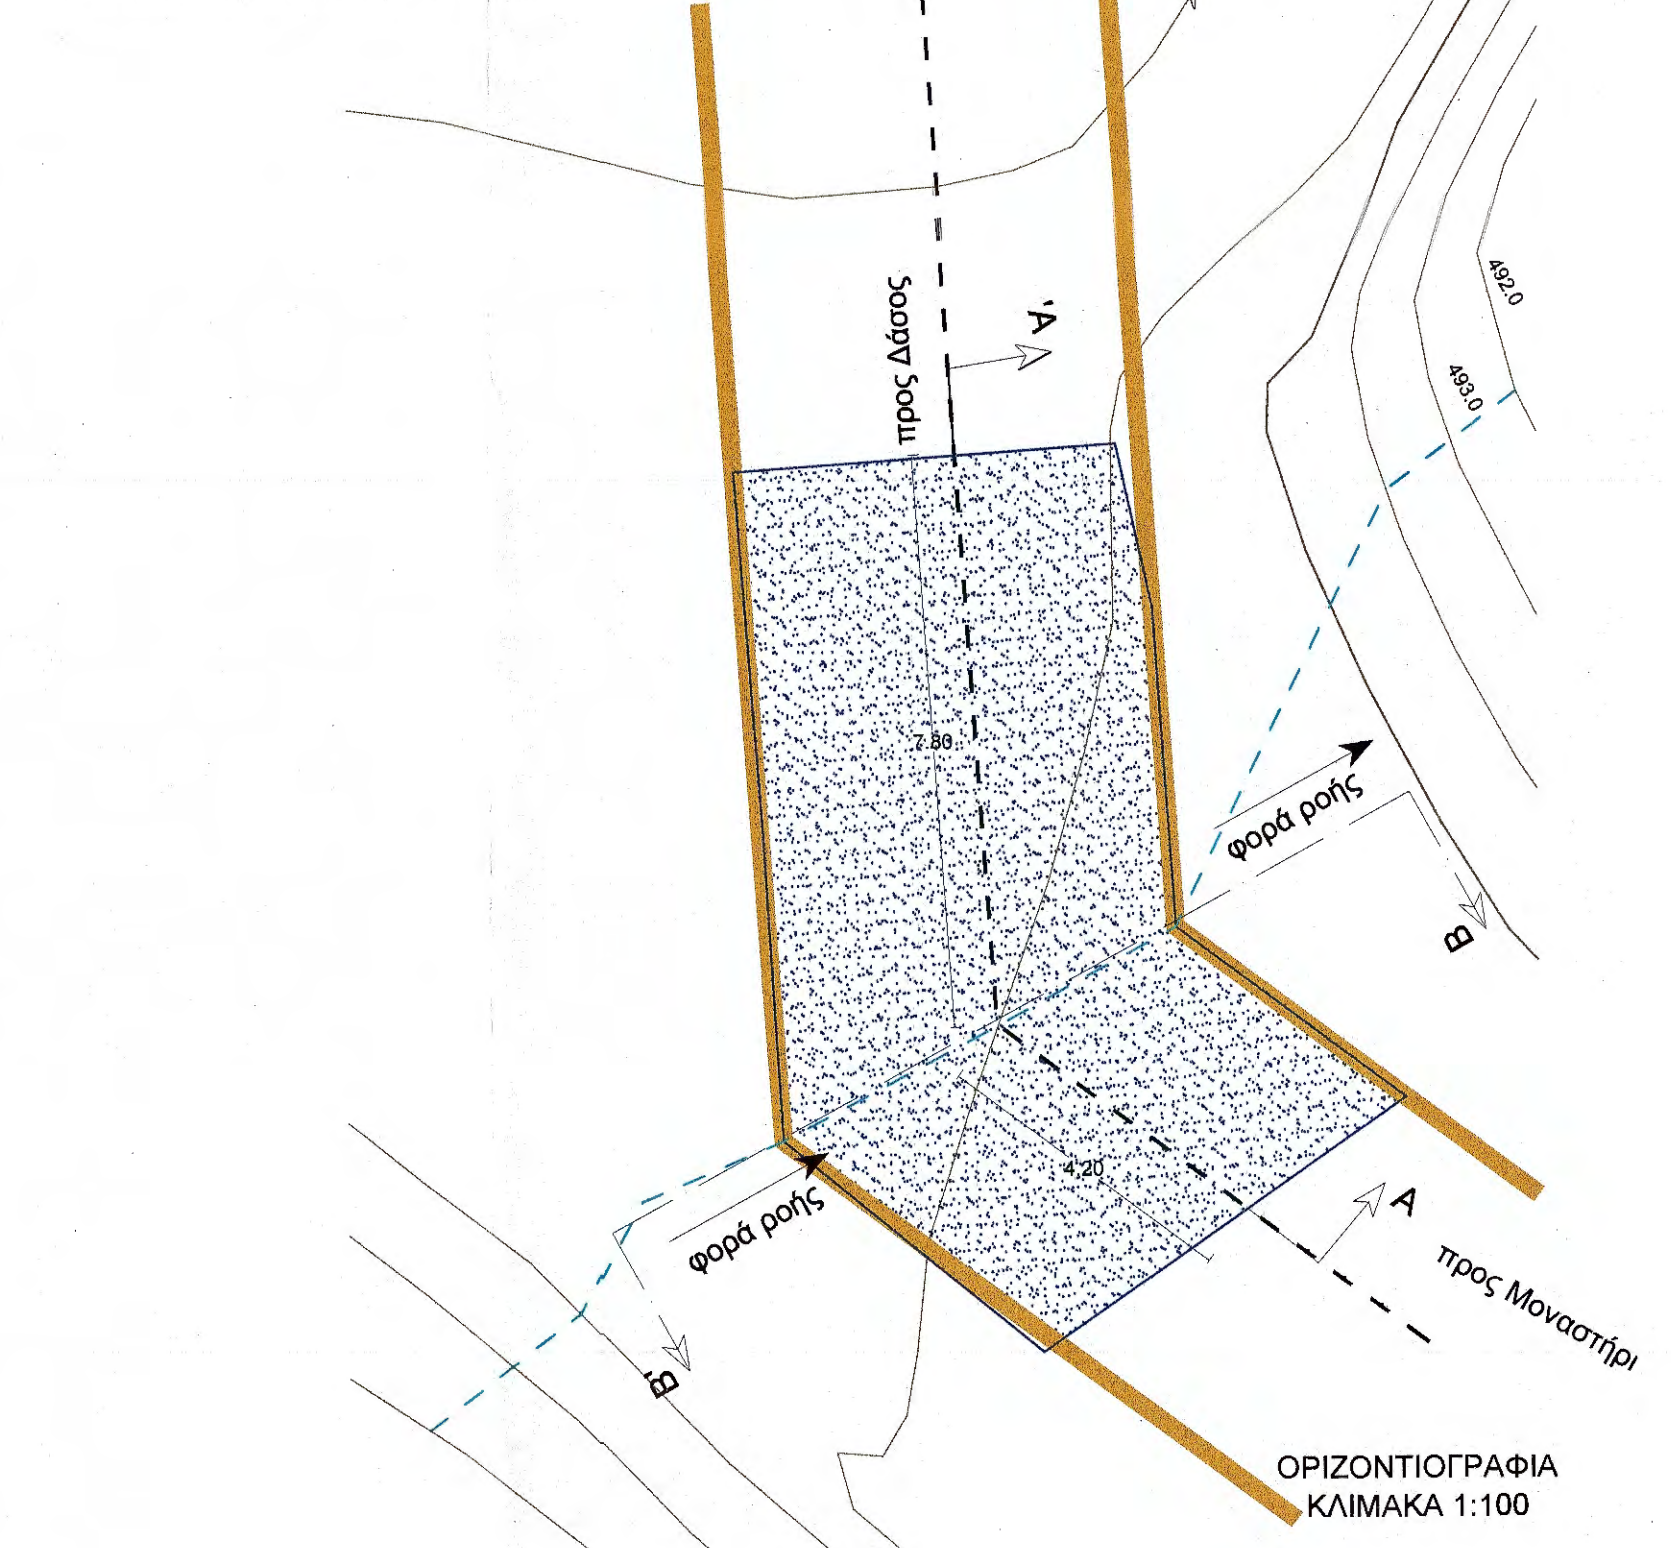 492.0
493.0
'Α
προς Δάσος
7.80
φορά ροής
Β
4,20
φορά ροής
Α
προς Μοναστήρι
Β'
ΟΡΙΖΟΝΤΙΟΓΡΑΦΙΑ
ΚΛΙΜΑΚΑ 1:100